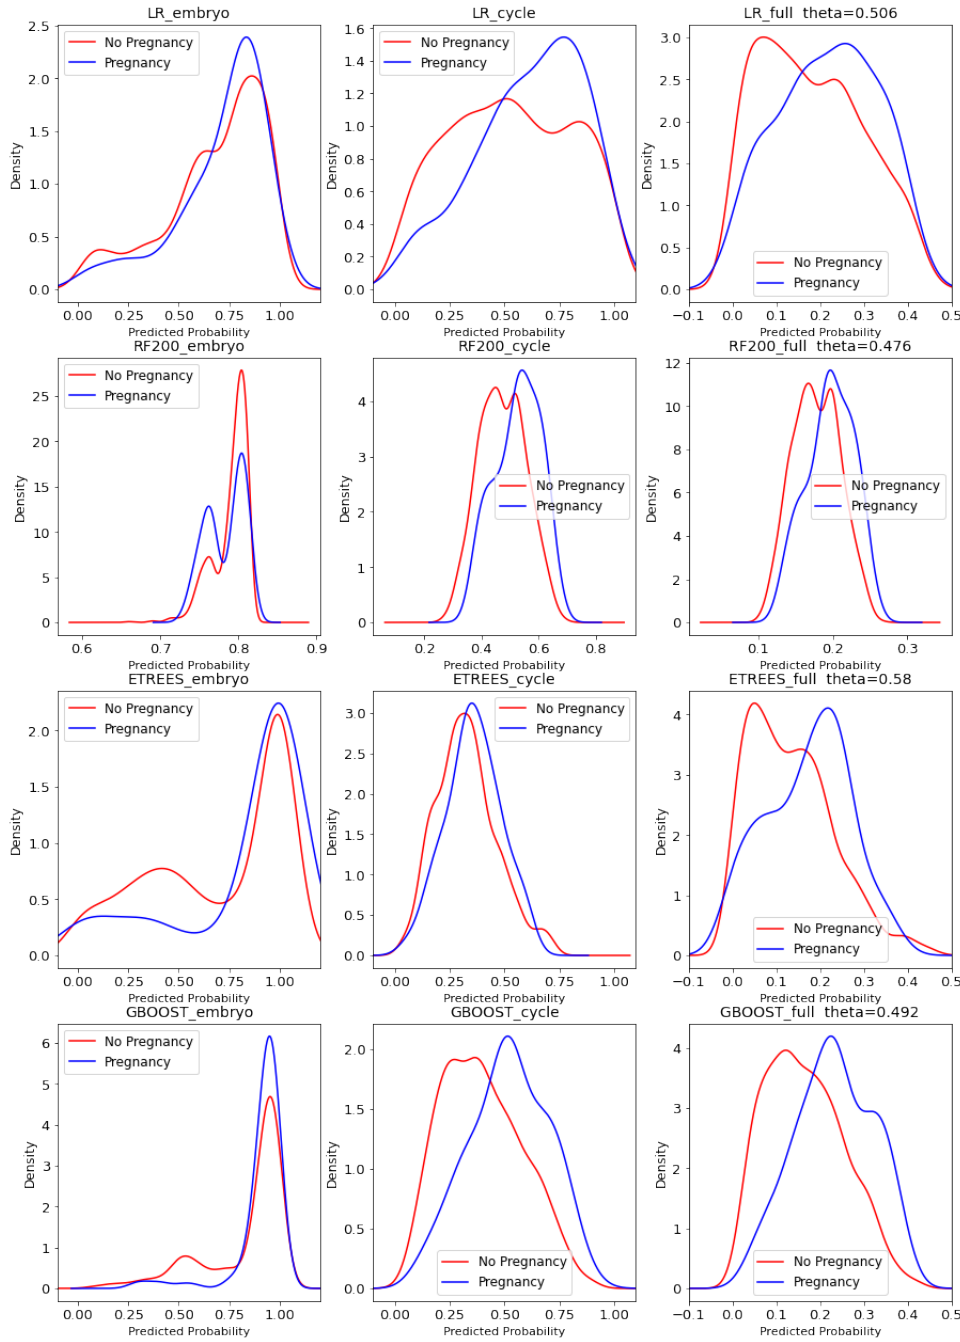 LR_embryo
LR_cycle
LR_full theta=0.506
2.5
2.0
1.5
1.0
0.5
0.0
Density
No Pregnancy
Pregnancy
0.00 0.25 0.50 0.75 1.00
Predicted Probability
1.6
1.4
1.2
1.0
0.8
0.6
0.4
0.2
0.0
Density
No Pregnancy
Pregnancy
0.00 0.25 0.50 0.75 1.00
Predicted Probability
3.0
2.5
2.0
1.5
1.0
0.5
0.0
Density
No Pregnancy
Pregnancy
−0.1 0.0 0.1 0.2 0.3 0.4 0.5
Predicted Probability
RF200_embryo
RF200_cycle
RF200_full theta=0.476
25
20
15
10
5
0
Density
No Pregnancy
Pregnancy
0.6 0.7 0.8 0.9
Predicted Probability
4
3
2
1
0
Density
No Pregnancy
Pregnancy
0.2 0.4 0.6 0.8
Predicted Probability
12
10
8
6
4
2
0
Density
No Pregnancy
Pregnancy
0.1 0.2 0.3
Predicted Probability
ETREES_embryo
ETREES_cycle
ETREES_full theta=0.58
2.0
1.5
1.0
0.5
0.0
Density
No Pregnancy
Pregnancy
0.00 0.25 0.50 0.75 1.00
Predicted Probability
3.0
2.5
2.0
1.5
1.0
0.5
0.0
Density
No Pregnancy
Pregnancy
0.00 0.25 0.50 0.75 1.00
Predicted Probability
4
3
2
1
0
Density
No Pregnancy
Pregnancy
−0.1 0.0 0.1 0.2 0.3 0.4 0.5
Predicted Probability
GBOOST_embryo
GBOOST_cycle
GBOOST_full theta=0.492
6
5
4
3
2
1
0
Density
No Pregnancy
Pregnancy
0.00 0.25 0.50 0.75 1.00
Predicted Probability
2.0
1.5
1.0
0.5
0.0
Density
No Pregnancy
Pregnancy
0.00 0.25 0.50 0.75 1.00
Predicted Probability
4
3
2
1
0
Density
No Pregnancy
Pregnancy
−0.1 0.0 0.1 0.2 0.3 0.4 0.5
Predicted Probability